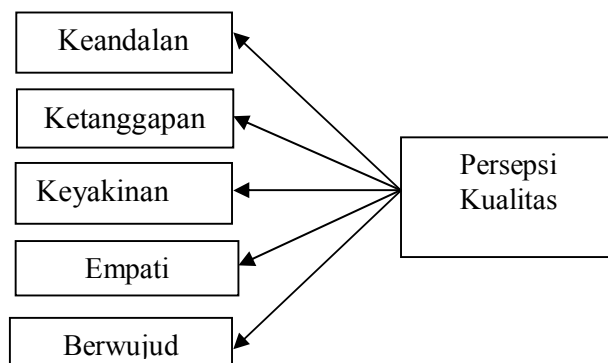 Keandalan
Ketanggapan
Keyakinan
Empati
Berwujud
Persepsi
Kualitas